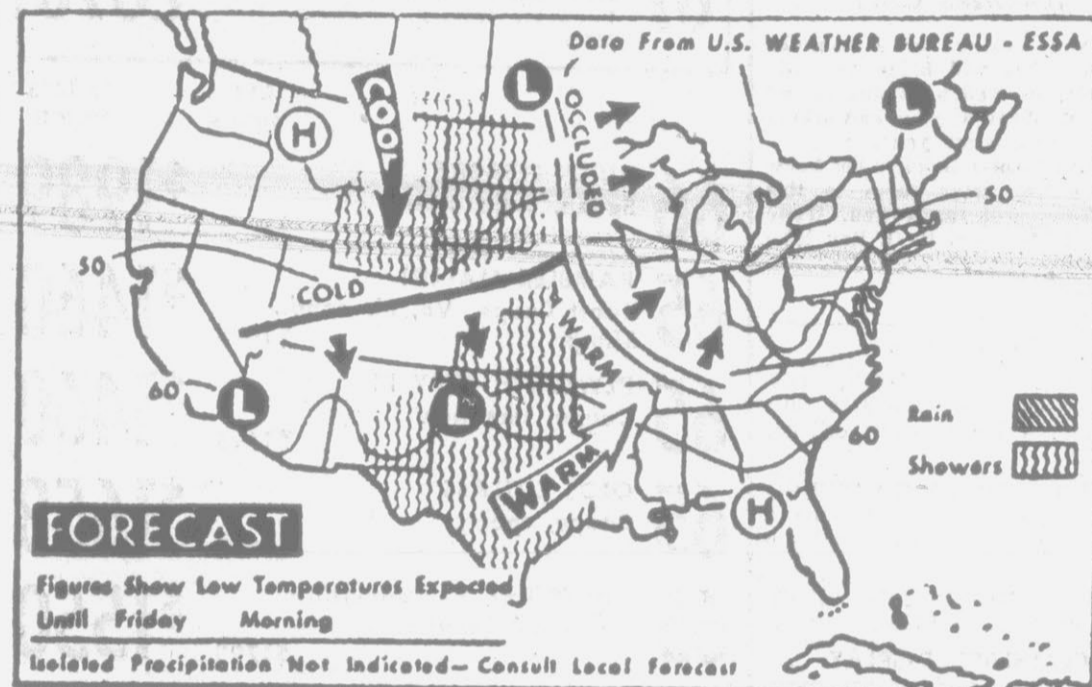 Data From U.S. WEATHER BUREAU - ESSA
L
L
COOL
H
OCCLUDED
50
50
COLD
WARM
60
L
L
60
Rain
Showers
WARM
H
FORECAST
Figures Show Low Temperatures Expected
Until Friday Morning
Isolated Precipitation Not Indicated— Consult Local Forecast